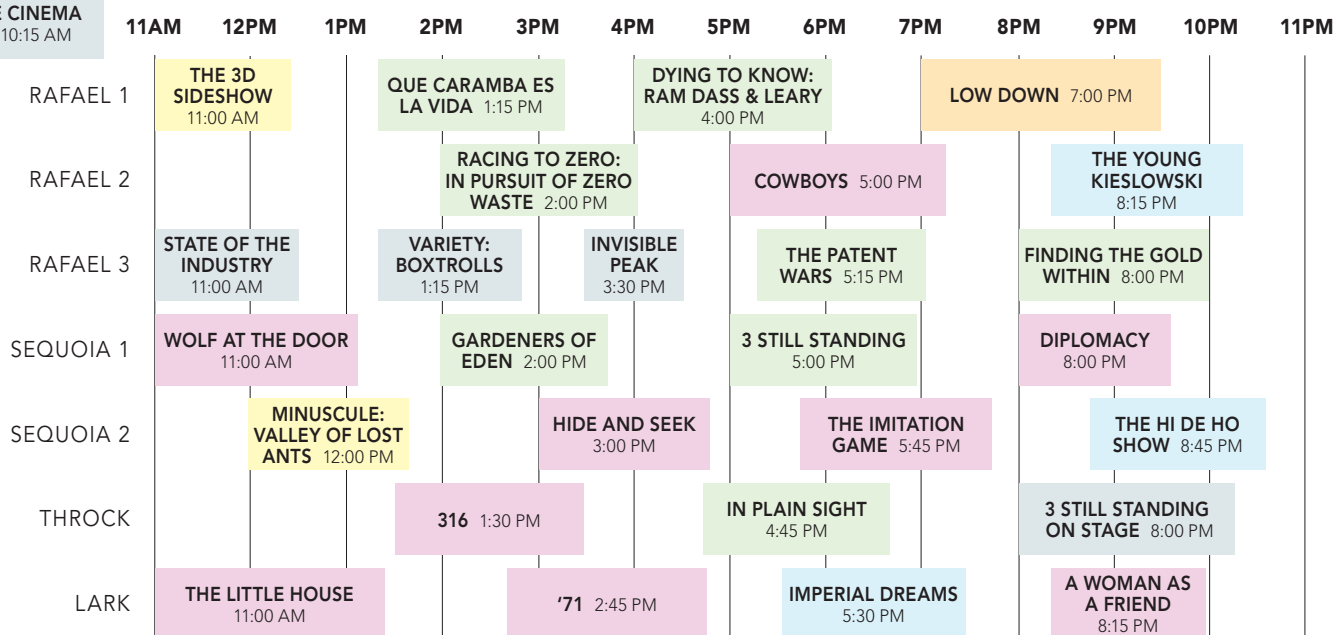 E CINEMA
10:15 AM
11AM 12PM 1PM 2PM 3PM 4PM 5PM 6PM 7PM 8PM 9PM 10PM 11PM
RAFAEL 1
THE 3D
SIDESHOW
11:00 AM
QUE CARAMBA ES
LA VIDA 1:15 PM
DYING TO KNOW:
RAM DASS & LEARY
4:00 PM
LOW DOWN 7:00 PM
RAFAEL 2
RACING TO ZERO:
IN PURSUIT OF ZERO
WASTE 2:00 PM
COWBOYS 5:00 PM
THE YOUNG
KIESLOWSKI
8:15 PM
RAFAEL 3
STATE OF THE
INDUSTRY
11:00 AM
VARIETY:
BOXTROLLS
1:15 PM
INVISIBLE
PEAK
3:30 PM
THE PATENT
WARS 5:15 PM
FINDING THE GOLD
WITHIN 8:00 PM
SEQUOIA 1
WOLF AT THE DOOR
11:00 AM
GARDENERS OF
EDEN 2:00 PM
3 STILL STANDING
5:00 PM
DIPLOMACY
8:00 PM
SEQUOIA 2
MINUSCULE:
VALLEY OF LOST
ANTS 12:00 PM
HIDE AND SEEK
3:00 PM
THE IMITATION
GAME 5:45 PM
THE HI DE HO
SHOW 8:45 PM
THROCK
316 1:30 PM
IN PLAIN SIGHT
4:45 PM
3 STILL STANDING
ON STAGE 8:00 PM
LARK
THE LITTLE HOUSE
11:00 AM
'71 2:45 PM
IMPERIAL DREAMS
5:30 PM
A WOMAN AS
A FRIEND
8:15 PM